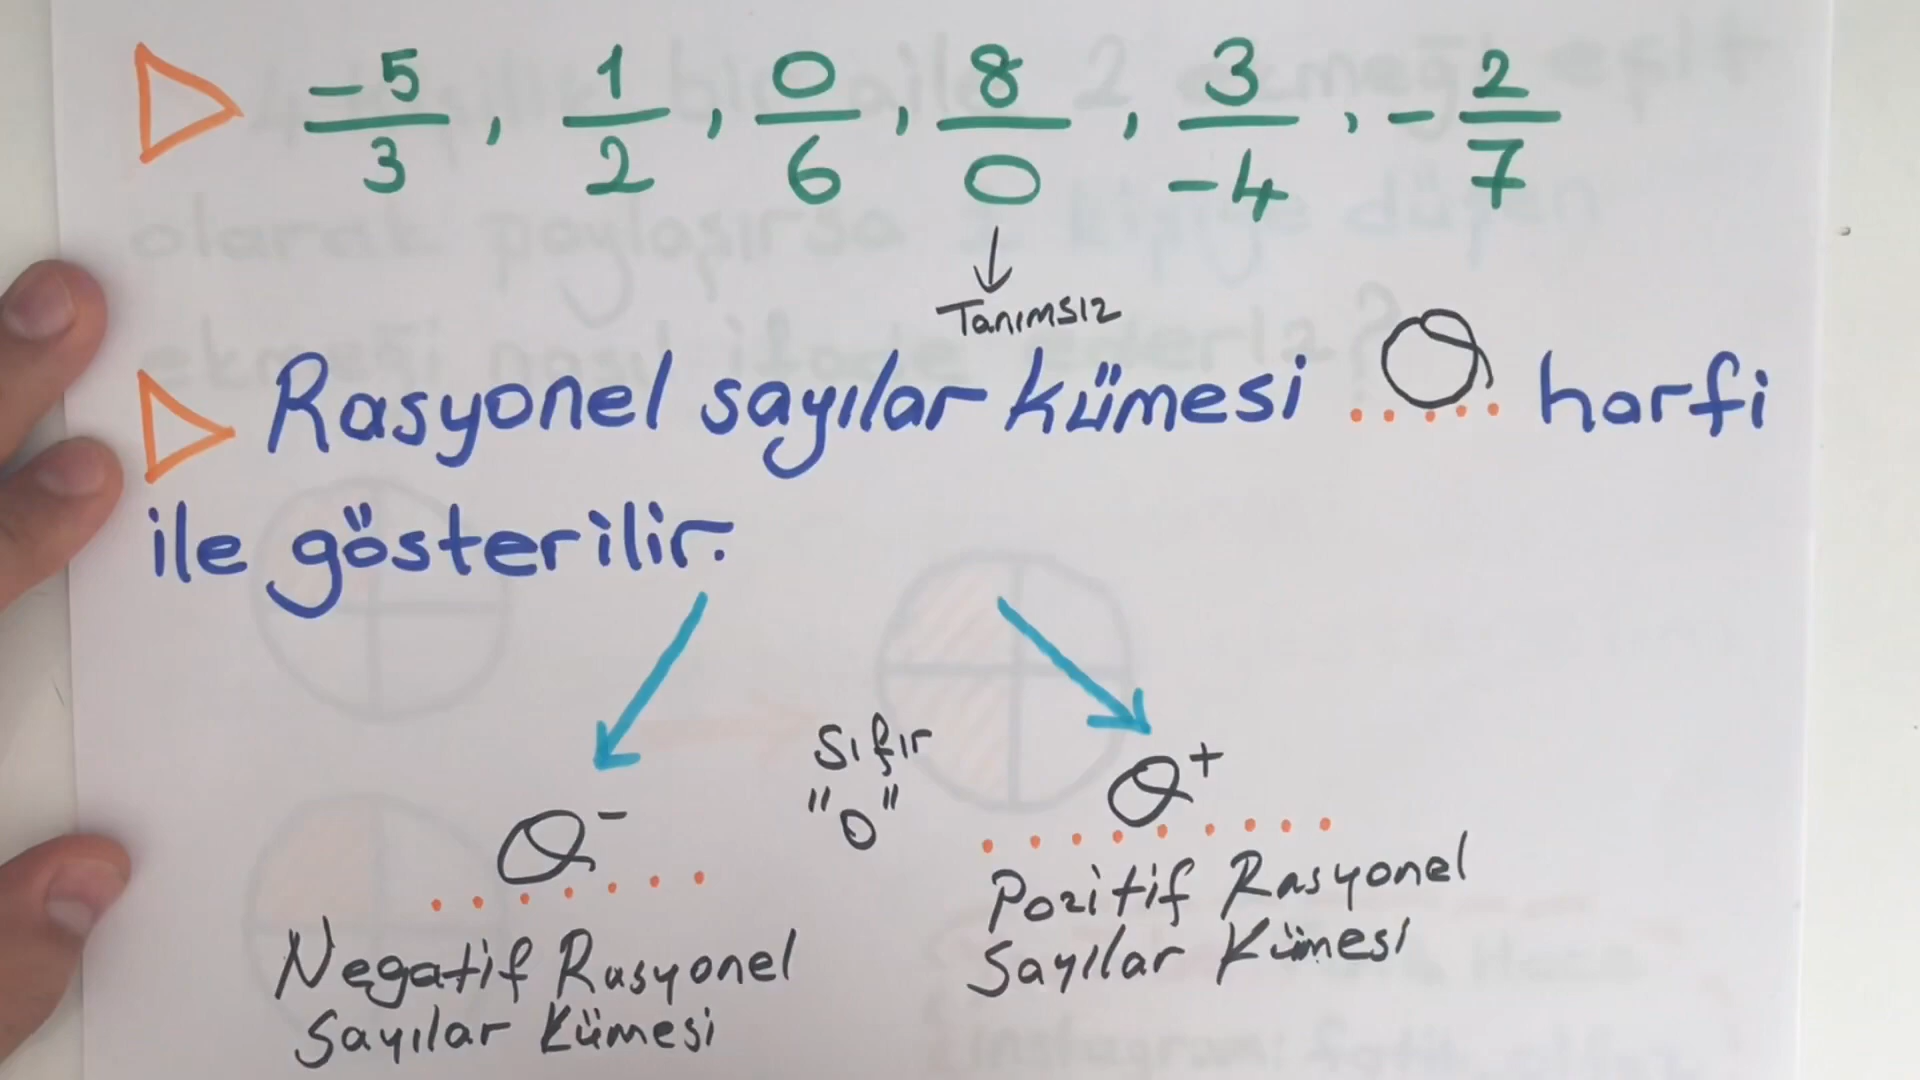 -5/3 , 1/2 , 0/6 , 8/0 , 3/-4 , -2/7
Tanımsız
Rasyonel sayılar kümesi Q harfi
ile gösterilir.
Sıfır
"0"
Q⁻
Negatif Rasyonel
Sayılar Kümesi
Q⁺
Pozitif Rasyonel
Sayılar Kümesi